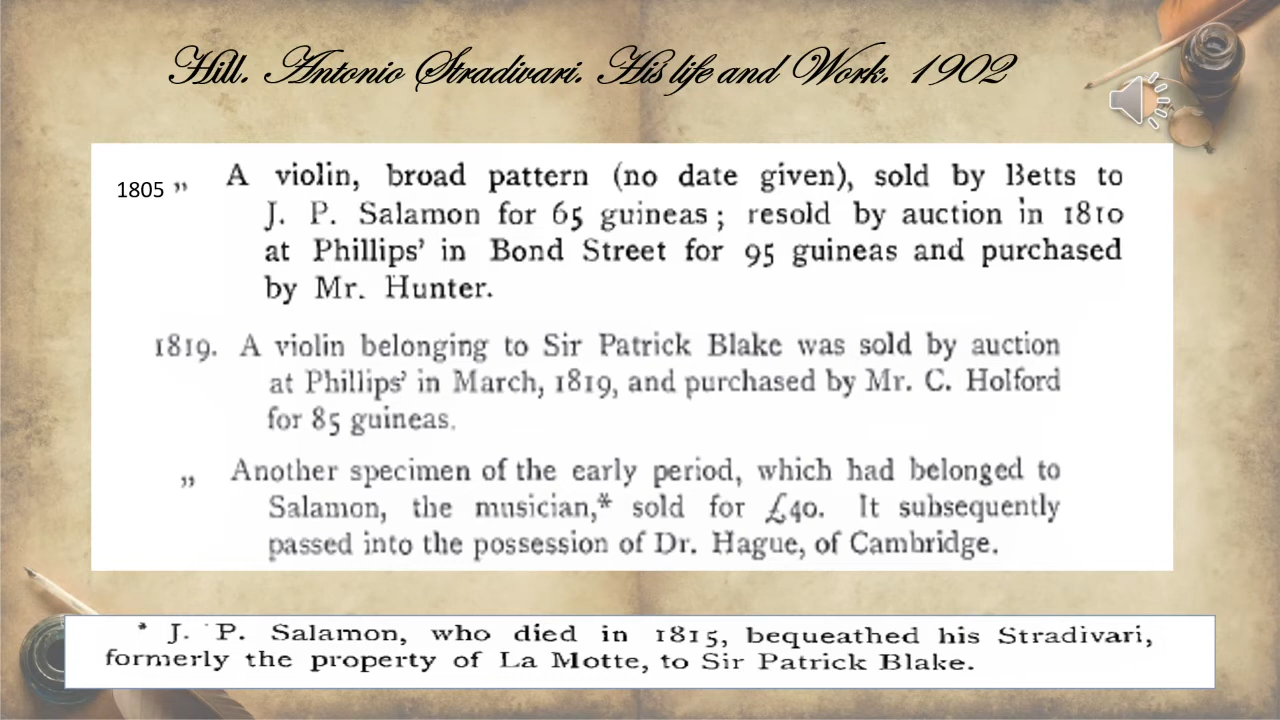 Hill. Antonio Stradivari. His life and Work. 1902
1805 „ A violin, broad pattern (no date given), sold by Betts to
J. P. Salamon for 65 guineas; resold by auction in 1810
at Phillips’ in Bond Street for 95 guineas and purchased
by Mr. Hunter.
1819. A violin belonging to Sir Patrick Blake was sold by auction
at Phillips’ in March, 1819, and purchased by Mr. C. Holford
for 85 guineas.
„ Another specimen of the early period, which had belonged to
Salamon, the musician,* sold for £40. It subsequently
passed into the possession of Dr. Hague, of Cambridge.
* J. P. Salamon, who died in 1815, bequeathed his Stradivari,
formerly the property of La Motte, to Sir Patrick Blake.